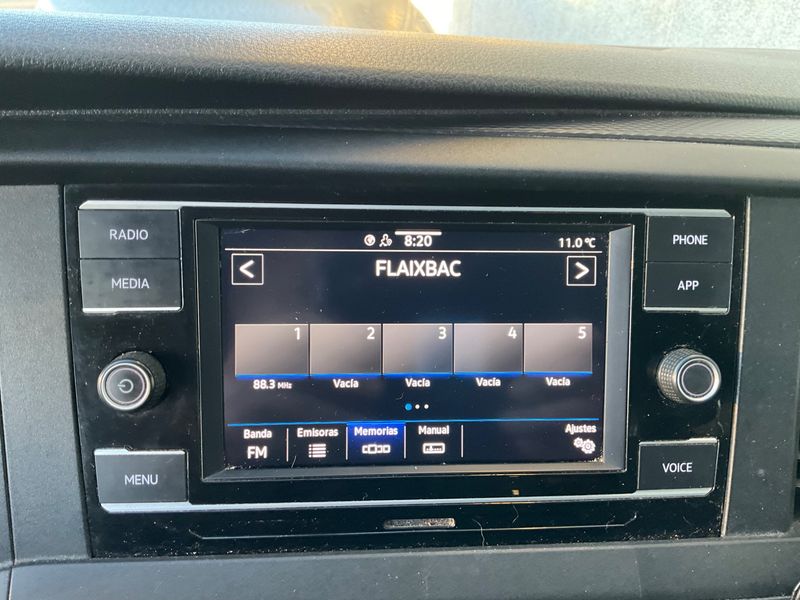 RADIO
MEDIA
MENU
8:20
11.0 ℃
< FLAIXBAC >
1 2 3 4 5
88.3 MHz Vacía Vacía Vacía Vacía
Banda Emisoras Memorias Manual Ajustes
FM
PHONE
APP
VOICE